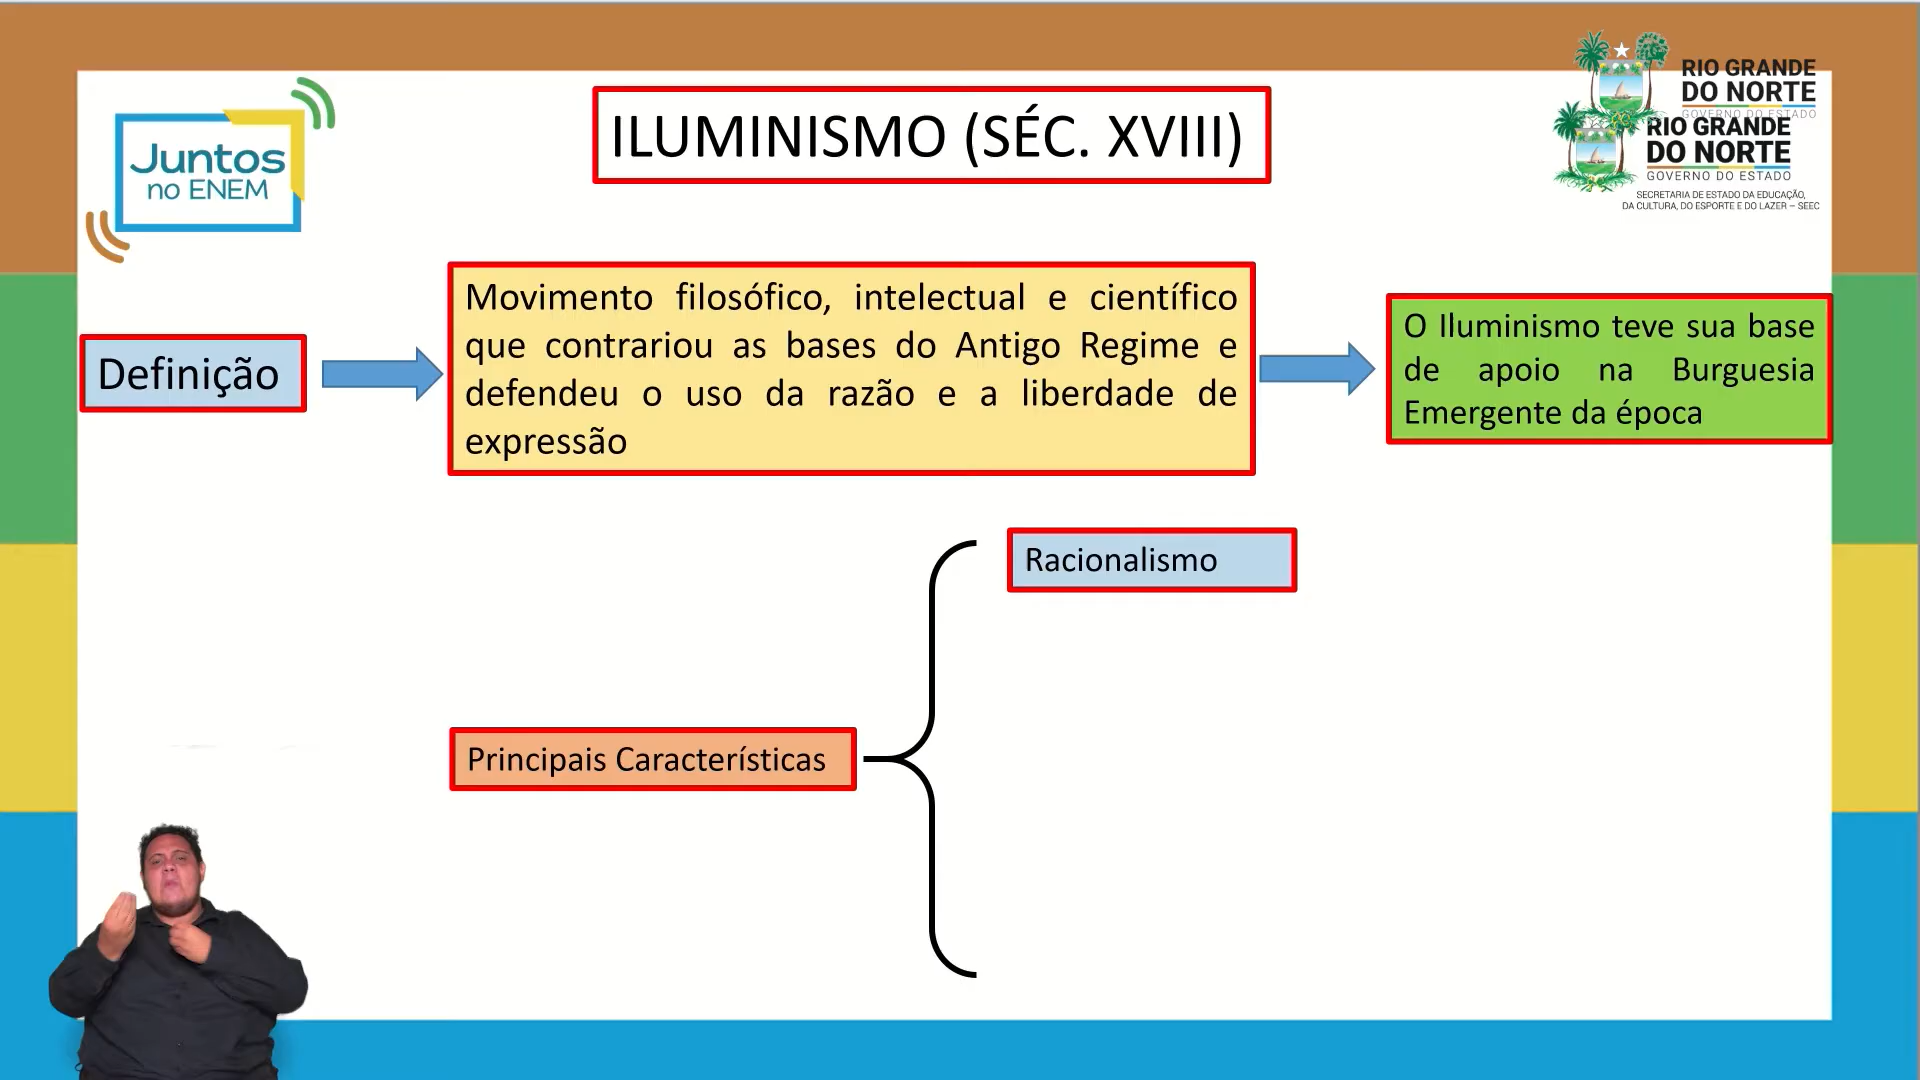 Juntos
no ENEM
ILUMINISMO (SÉC. XVIII)
RIO GRANDE
DO NORTE
GOVERNO DO ESTADO
RIO GRANDE
DO NORTE
GOVERNO DO ESTADO
SECRETARIA DE ESTADO DA EDUCAÇÃO,
DA CULTURA, DO ESPORTE E DO LAZER – SEEC
Definição
Movimento filosófico, intelectual e científico
que contrariou as bases do Antigo Regime e
defendeu o uso da razão e a liberdade de
expressão
O Iluminismo teve sua base
de apoio na Burguesia
Emergente da época
Racionalismo
Principais Características